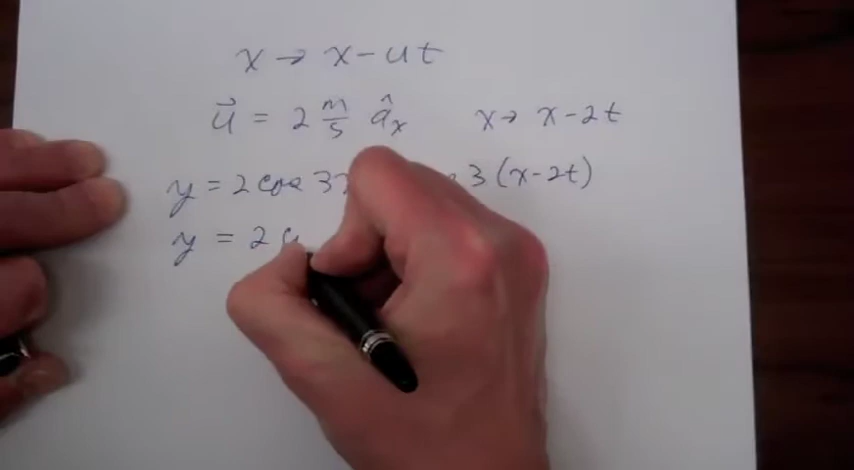 x → x - ut
u⃗ = 2 m/s âₓ x → x - 2t
y = 2 cos 3 3(x-2t)
y = 2